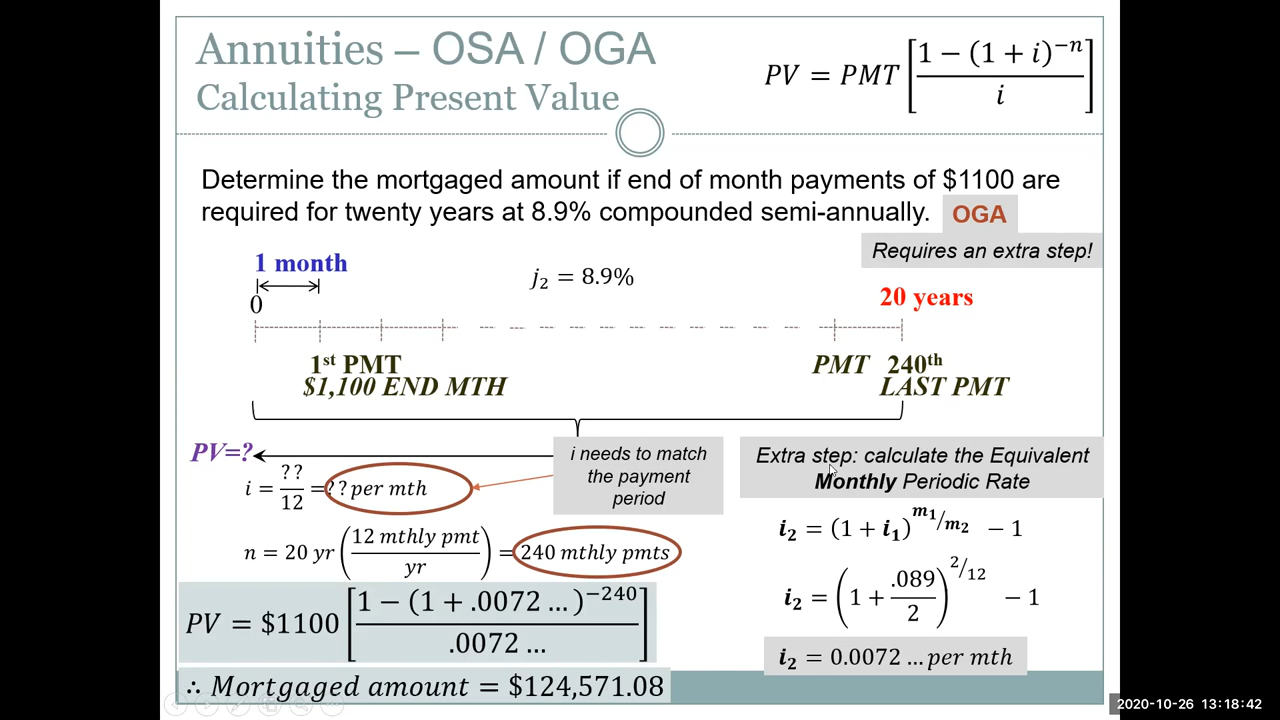 Annuities – OSA / OGA
Calculating Present Value
PV = PMT [1 − (1 + i)^−n / i]
Determine the mortgaged amount if end of month payments of $1100 are
required for twenty years at 8.9% compounded semi-annually. OGA
Requires an extra step!
1 month
j₂ = 8.9%
0
20 years
1st PMT
$1,100 END MTH
PMT 240th
LAST PMT
PV=?
i = ??/12 = ?? per mth
i needs to match
the payment
period
n = 20 yr (12 mthly pmt / yr) = 240 mthly pmts
PV = $1100 [1 − (1 + .0072 …)^−240 / .0072 …]
∴ Mortgaged amount = $124,571.08
Extra step: calculate the Equivalent
Monthly Periodic Rate
i₂ = (1 + i₁)^m₁/m₂ − 1
i₂ = (1 + .089/2)^2/12 − 1
i₂ = 0.0072 … per mth
2020-10-26 13:18:42